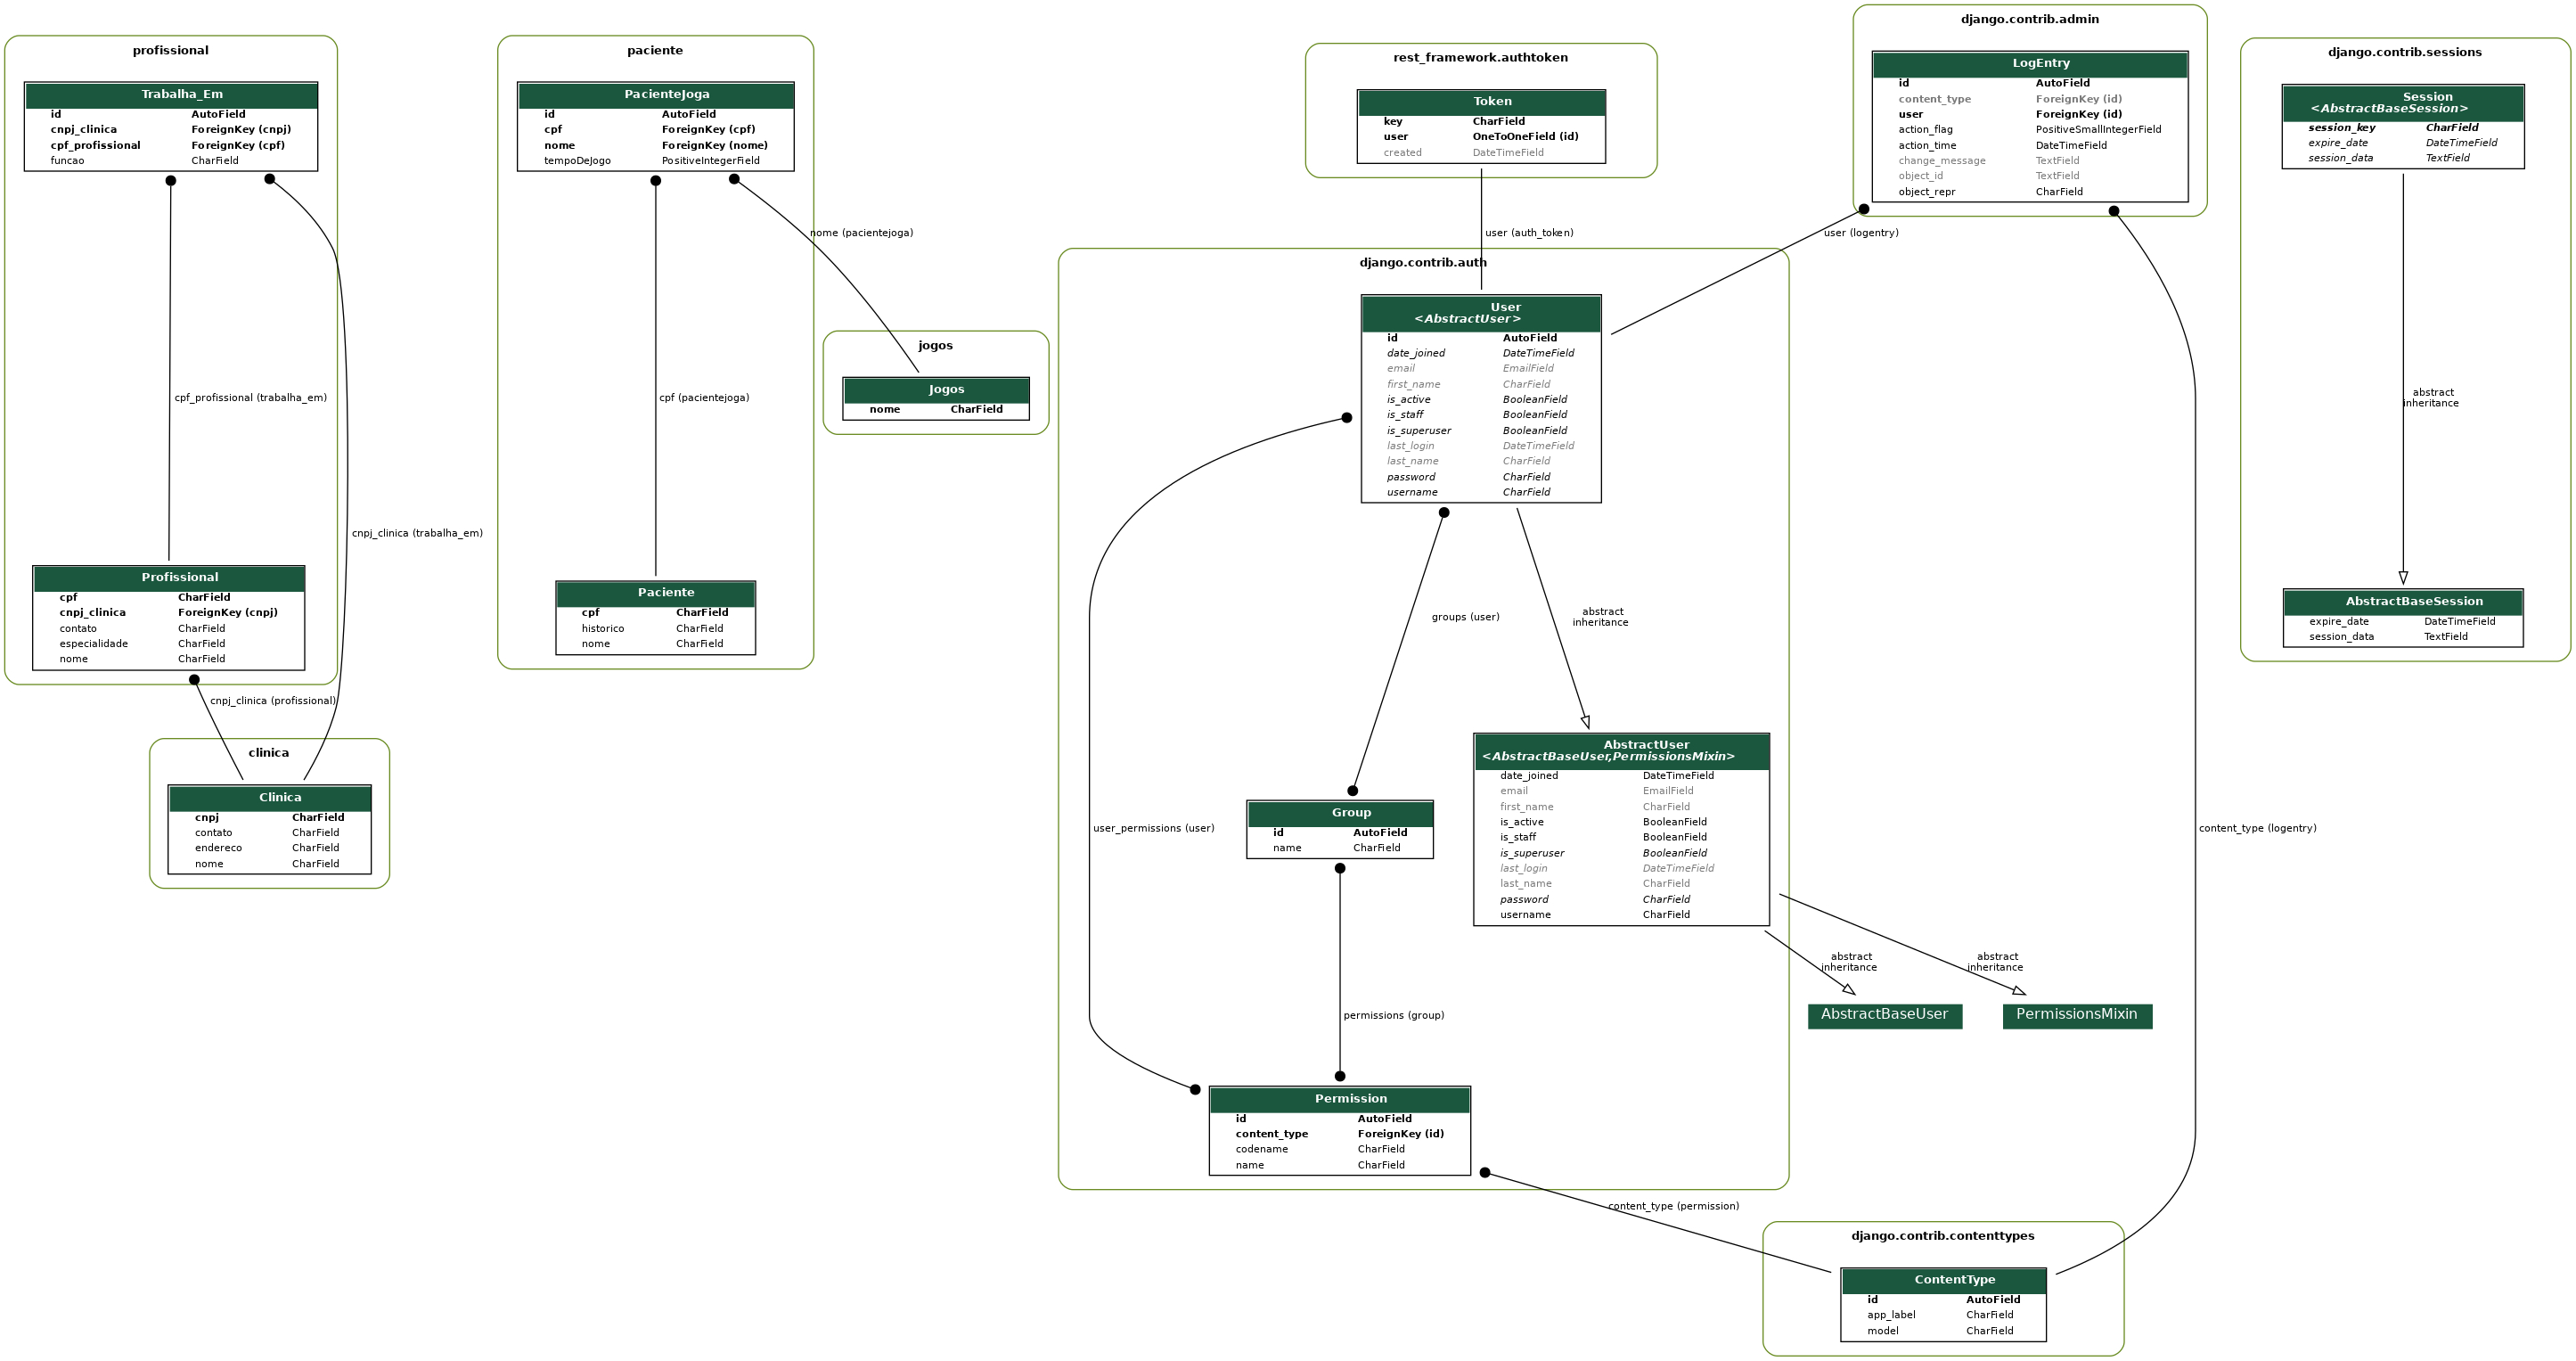 profissional
Trabalha_Em
id AutoField
cnpj_clinica ForeignKey (cnpj)
cpf_profissional ForeignKey (cpf)
funcao CharField
cpf_profissional (trabalha_em)
cnpj_clinica (trabalha_em)
Profissional
cpf CharField
cnpj_clinica ForeignKey (cnpj)
contato CharField
especialidade CharField
nome CharField
cnpj_clinica (profissional)
clinica
Clinica
cnpj CharField
contato CharField
endereco CharField
nome CharField
paciente
PacienteJoga
id AutoField
cpf ForeignKey (cpf)
nome ForeignKey (nome)
tempoDeJogo PositiveIntegerField
nome (pacientejoga)
cpf (pacientejoga)
Paciente
cpf CharField
historico CharField
nome CharField
jogos
Jogos
nome CharField
rest_framework.authtoken
Token
key CharField
user OneToOneField (id)
created DateTimeField
user (auth_token)
django.contrib.admin
LogEntry
id AutoField
content_type ForeignKey (id)
user ForeignKey (id)
action_flag PositiveSmallIntegerField
action_time DateTimeField
change_message TextField
object_id TextField
object_repr CharField
user (logentry)
content_type (logentry)
django.contrib.auth
User
<AbstractUser>
id AutoField
date_joined DateTimeField
email EmailField
first_name CharField
is_active BooleanField
is_staff BooleanField
is_superuser BooleanField
last_login DateTimeField
last_name CharField
password CharField
username CharField
groups (user)
abstract
inheritance
user_permissions (user)
AbstractUser
<AbstractBaseUser,PermissionsMixin>
date_joined DateTimeField
email EmailField
first_name CharField
is_active BooleanField
is_staff BooleanField
is_superuser BooleanField
last_login DateTimeField
last_name CharField
password CharField
username CharField
Group
id AutoField
name CharField
permissions (group)
abstract
inheritance
abstract
inheritance
AbstractBaseUser
PermissionsMixin
Permission
id AutoField
content_type ForeignKey (id)
codename CharField
name CharField
content_type (permission)
django.contrib.contenttypes
ContentType
id AutoField
app_label CharField
model CharField
django.contrib.sessions
Session
<AbstractBaseSession>
session_key CharField
expire_date DateTimeField
session_data TextField
abstract
inheritance
AbstractBaseSession
expire_date DateTimeField
session_data TextField